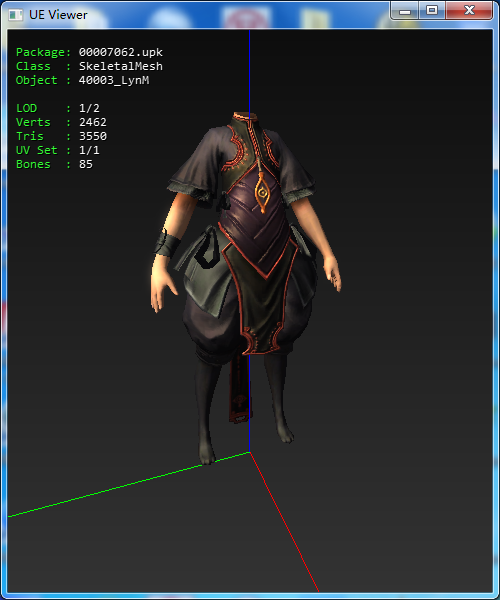 UE Viewer
Package: 00007062.upk
Class : SkeletalMesh
Object : 40003_LynM
LOD : 1/2
Verts : 2462
Tris : 3550
UV Set : 1/1
Bones : 85